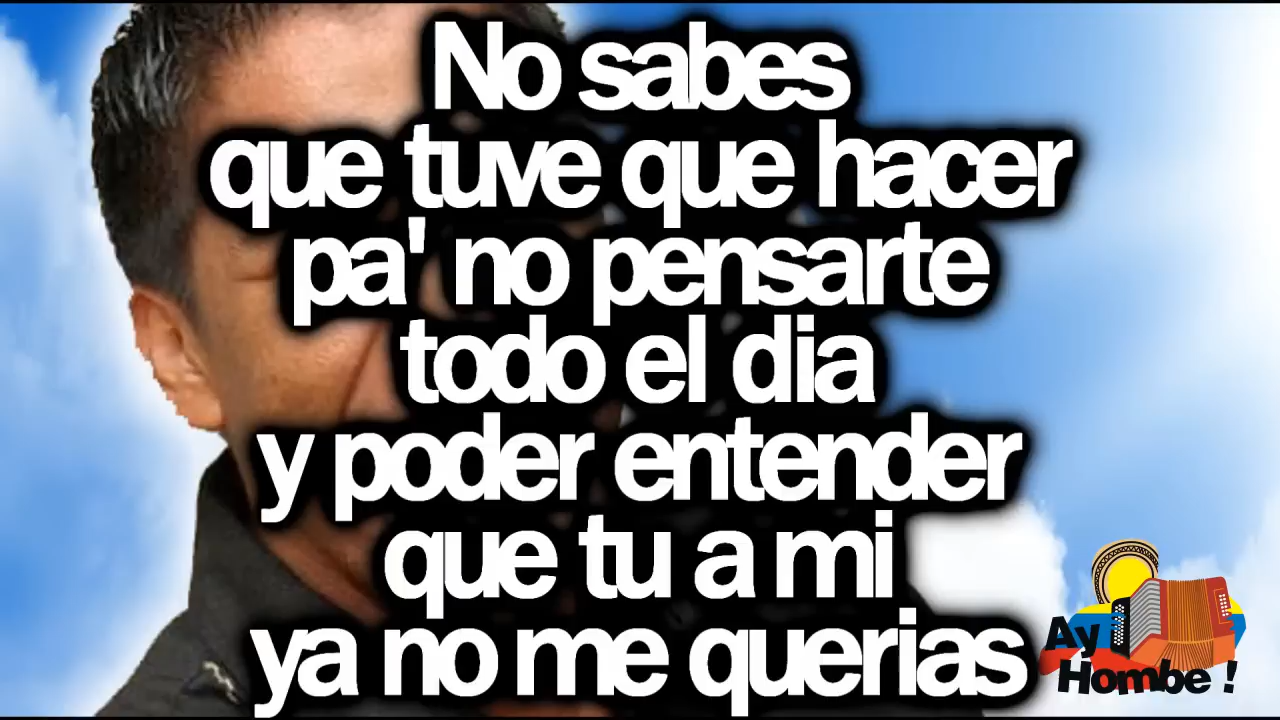 No sabes
que tuve que hacer
pa' no pensarte
todo el dia
y poder entender
que tu a mi
ya no me querias
Ay
Hombe !